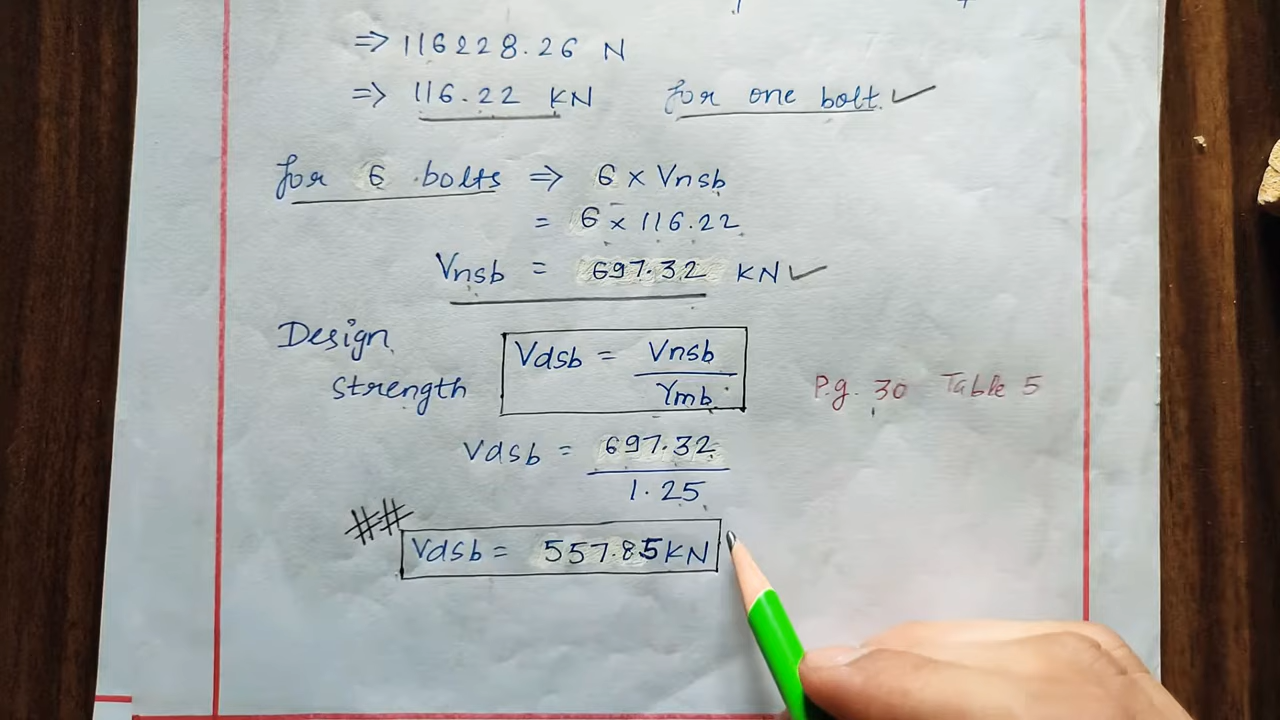 => 116228.26 N
=> 116.22 KN for one bolt. ✓
for 6 bolts => 6 x Vnsb
= 6 x 116.22
Vnsb = 697.32 KN ✓
Design
Strength
Vdsb = Vnsb / γmb
P.g. 30 Table 5
Vdsb = 697.32 / 1.25
## Vdsb = 557.85 KN